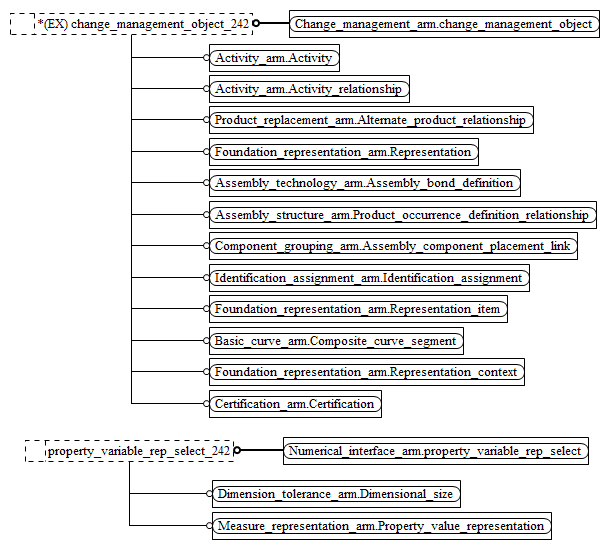 *(EX) change_management_object_242
Change_management_arm.change_management_object
Activity_arm.Activity
Activity_arm.Activity_relationship
Product_replacement_arm.Alternate_product_relationship
Foundation_representation_arm.Representation
Assembly_technology_arm.Assembly_bond_definition
Assembly_structure_arm.Product_occurrence_definition_relationship
Component_grouping_arm.Assembly_component_placement_link
Identification_assignment_arm.Identification_assignment
Foundation_representation_arm.Representation_item
Basic_curve_arm.Composite_curve_segment
Foundation_representation_arm.Representation_context
Certification_arm.Certification
property_variable_rep_select_242
Numerical_interface_arm.property_variable_rep_select
Dimension_tolerance_arm.Dimensional_size
Measure_representation_arm.Property_value_representation